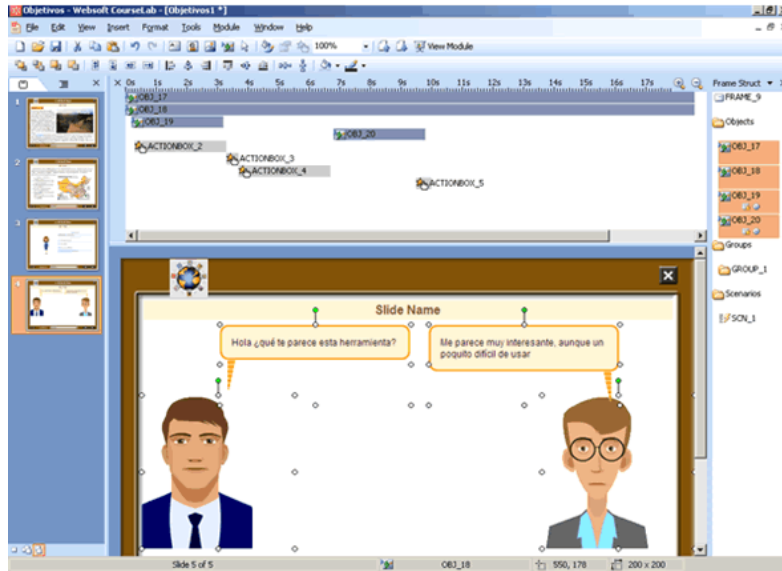 Objetivos - Websoft CourseLab - [Objetivos1 *]
File Edit View Insert Format Tools Module Window Help
100% View Module
0s 1s 2s 3s 4s 5s 6s 7s 8s 9s 10s 11s 12s 13s 14s 15s 16s 17s
Frame Struct
OBJ_17
OBJ_18
OBJ_19
OBJ_20
ACTIONBOX_2
ACTIONBOX_3
ACTIONBOX_4
ACTIONBOX_5
FRAME_9
Objects
OBJ_17
OBJ_18
OBJ_19
OBJ_20
Groups
GROUP_1
Scenarios
SCN_1
1
2
3
4
Slide Name
Hola ¿qué te parece esta herramienta?
Me parece muy interesante, aunque un
poquito difícil de usar
Slide 5 of 5 OBJ_18 550, 178 200 x 200